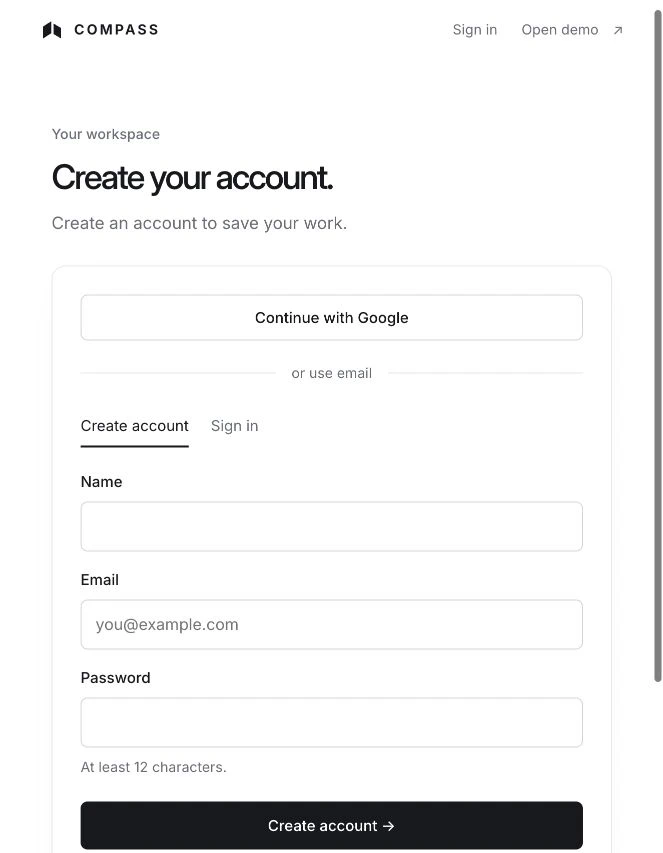 COMPASS
Sign in
Open demo ↗
Your workspace
Create your account.
Create an account to save your work.
Continue with Google
or use email
Create account
Sign in
Name
Email
you@example.com
Password
At least 12 characters.
Create account →